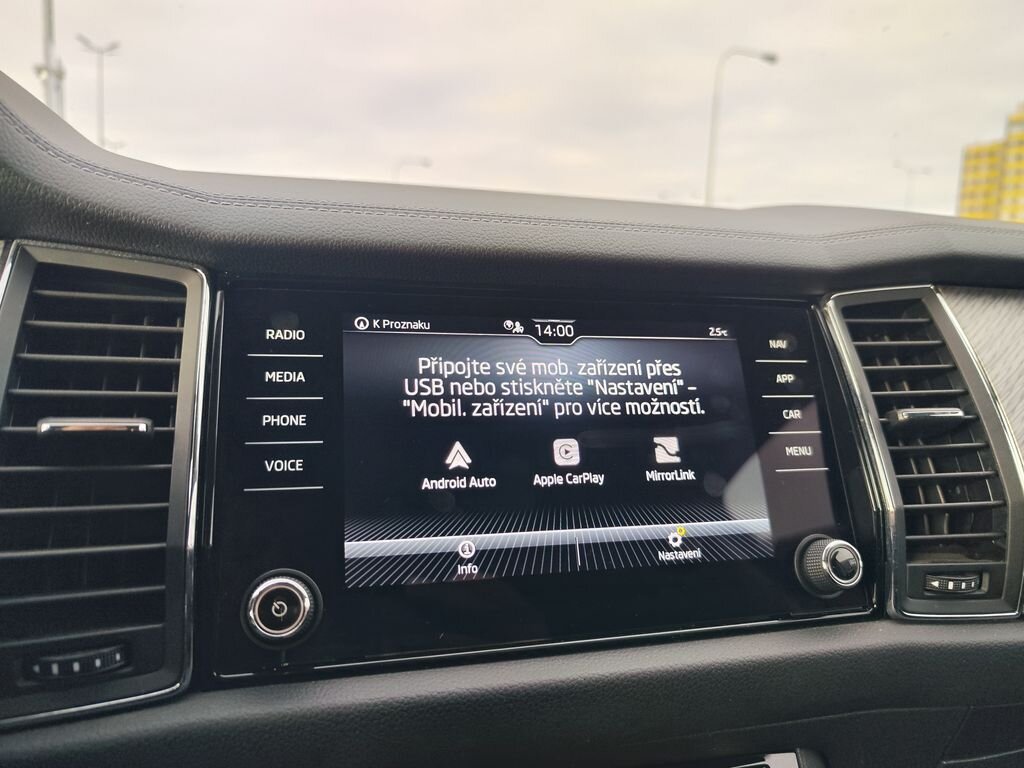 RADIO
MEDIA
PHONE
VOICE
K Proznaku
14:00
2.5°C
Připojte své mob. zařízení přes
USB nebo stiskněte "Nastavení" -
"Mobil. zařízení" pro více možností.
Android Auto
Apple CarPlay
MirrorLink
Info
Nastavení
NAV
APP
CAR
MENU